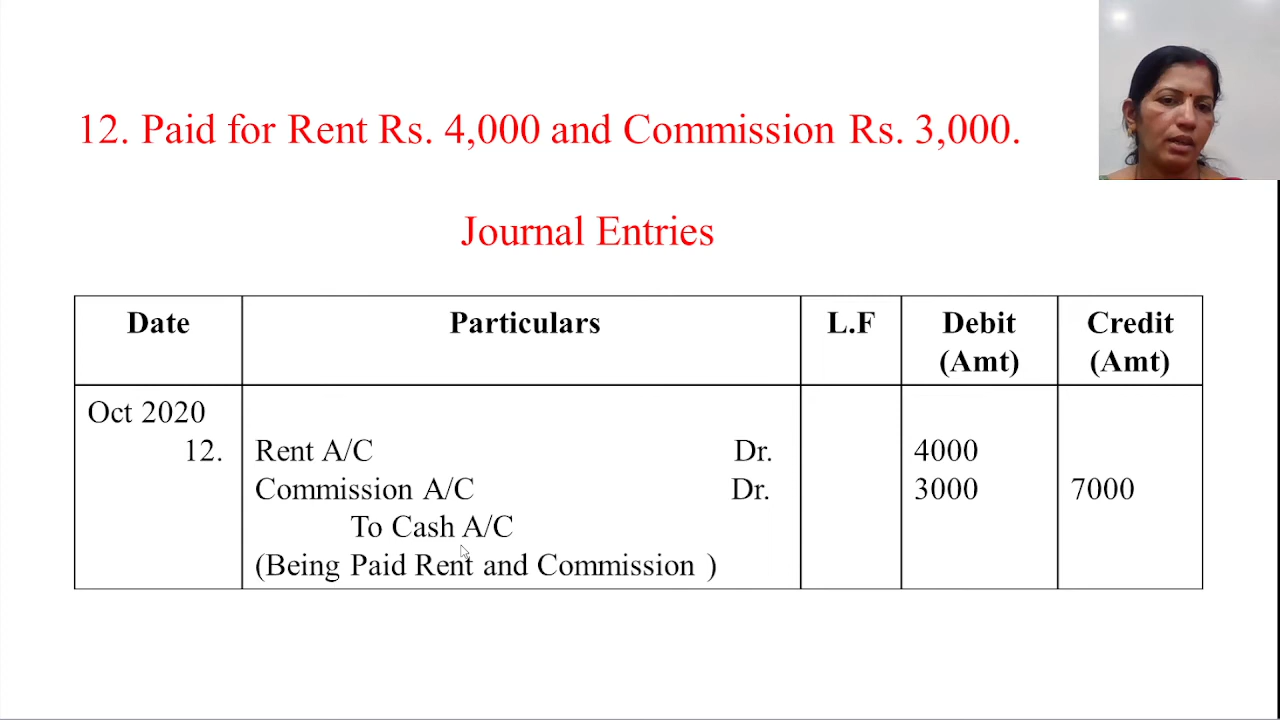 12. Paid for Rent Rs. 4,000 and Commission Rs. 3,000.
Journal Entries
Date Particulars L.F Debit (Amt) Credit (Amt)
Oct 2020
12. Rent A/C Dr. 4000
Commission A/C Dr. 3000 7000
To Cash A/C
(Being Paid Rent and Commission )